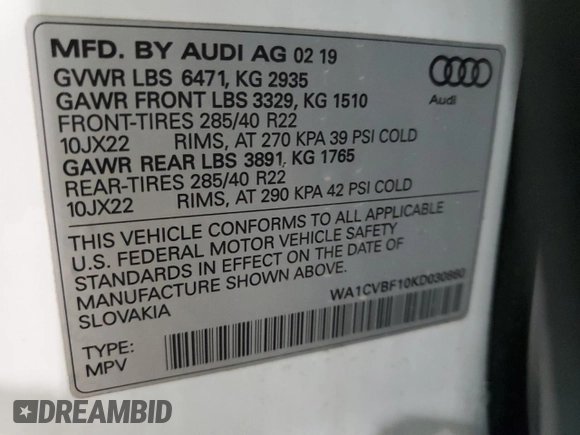 MFD. BY AUDI AG 02 19
GVWR LBS 6471, KG 2935
GAWR FRONT LBS 3329, KG 1510
FRONT-TIRES 285/40 R22
10JX22 RIMS, AT 270 KPA 39 PSI COLD
GAWR REAR LBS 3891, KG 1765
REAR-TIRES 285/40 R22
10JX22 RIMS, AT 290 KPA 42 PSI COLD
Audi
THIS VEHICLE CONFORMS TO ALL APPLICABLE
U.S. FEDERAL MOTOR VEHICLE SAFETY
STANDARDS IN EFFECT ON THE DATE OF
MANUFACTURE SHOWN ABOVE.
SLOVAKIA
WA1CVBF10KD030880
TYPE:
MPV
DREAMBID